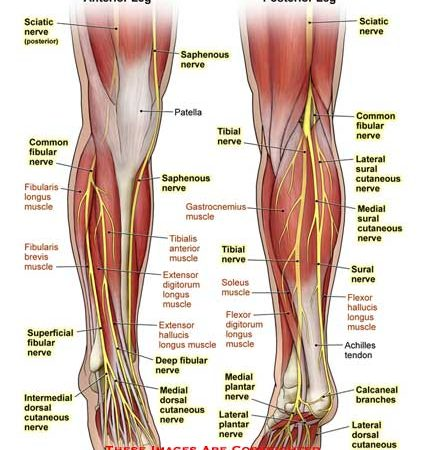 Anterior Leg
Posterior Leg
Sciatic
nerve
(posterior)
Saphenous
nerve
Patella
Common
fibular
nerve
Fibularis
longus
muscle
Saphenous
nerve
Fibularis
brevis
muscle
Tibialis
anterior
muscle
Extensor
digitorum
longus
muscle
Extensor
hallucis
longus muscle
Superficial
fibular
nerve
Deep fibular
nerve
Intermedial
dorsal
cutaneous
nerve
Medial
dorsal
cutaneous
nerve
Sciatic
nerve
Tibial
nerve
Common
fibular
nerve
Lateral
sural
cutaneous
nerve
Gastrocnemius
muscle
Medial
sural
cutaneous
nerve
Tibial
nerve
Sural
nerve
Soleus
muscle
Flexor
hallucis
longus
muscle
Flexor
digitorum
longus
muscle
Achilles
tendon
Medial
plantar
nerve
Calcaneal
branches
Lateral
plantar
nerve
Lateral
dorsal
cutaneous
These Images Are Copyrighted